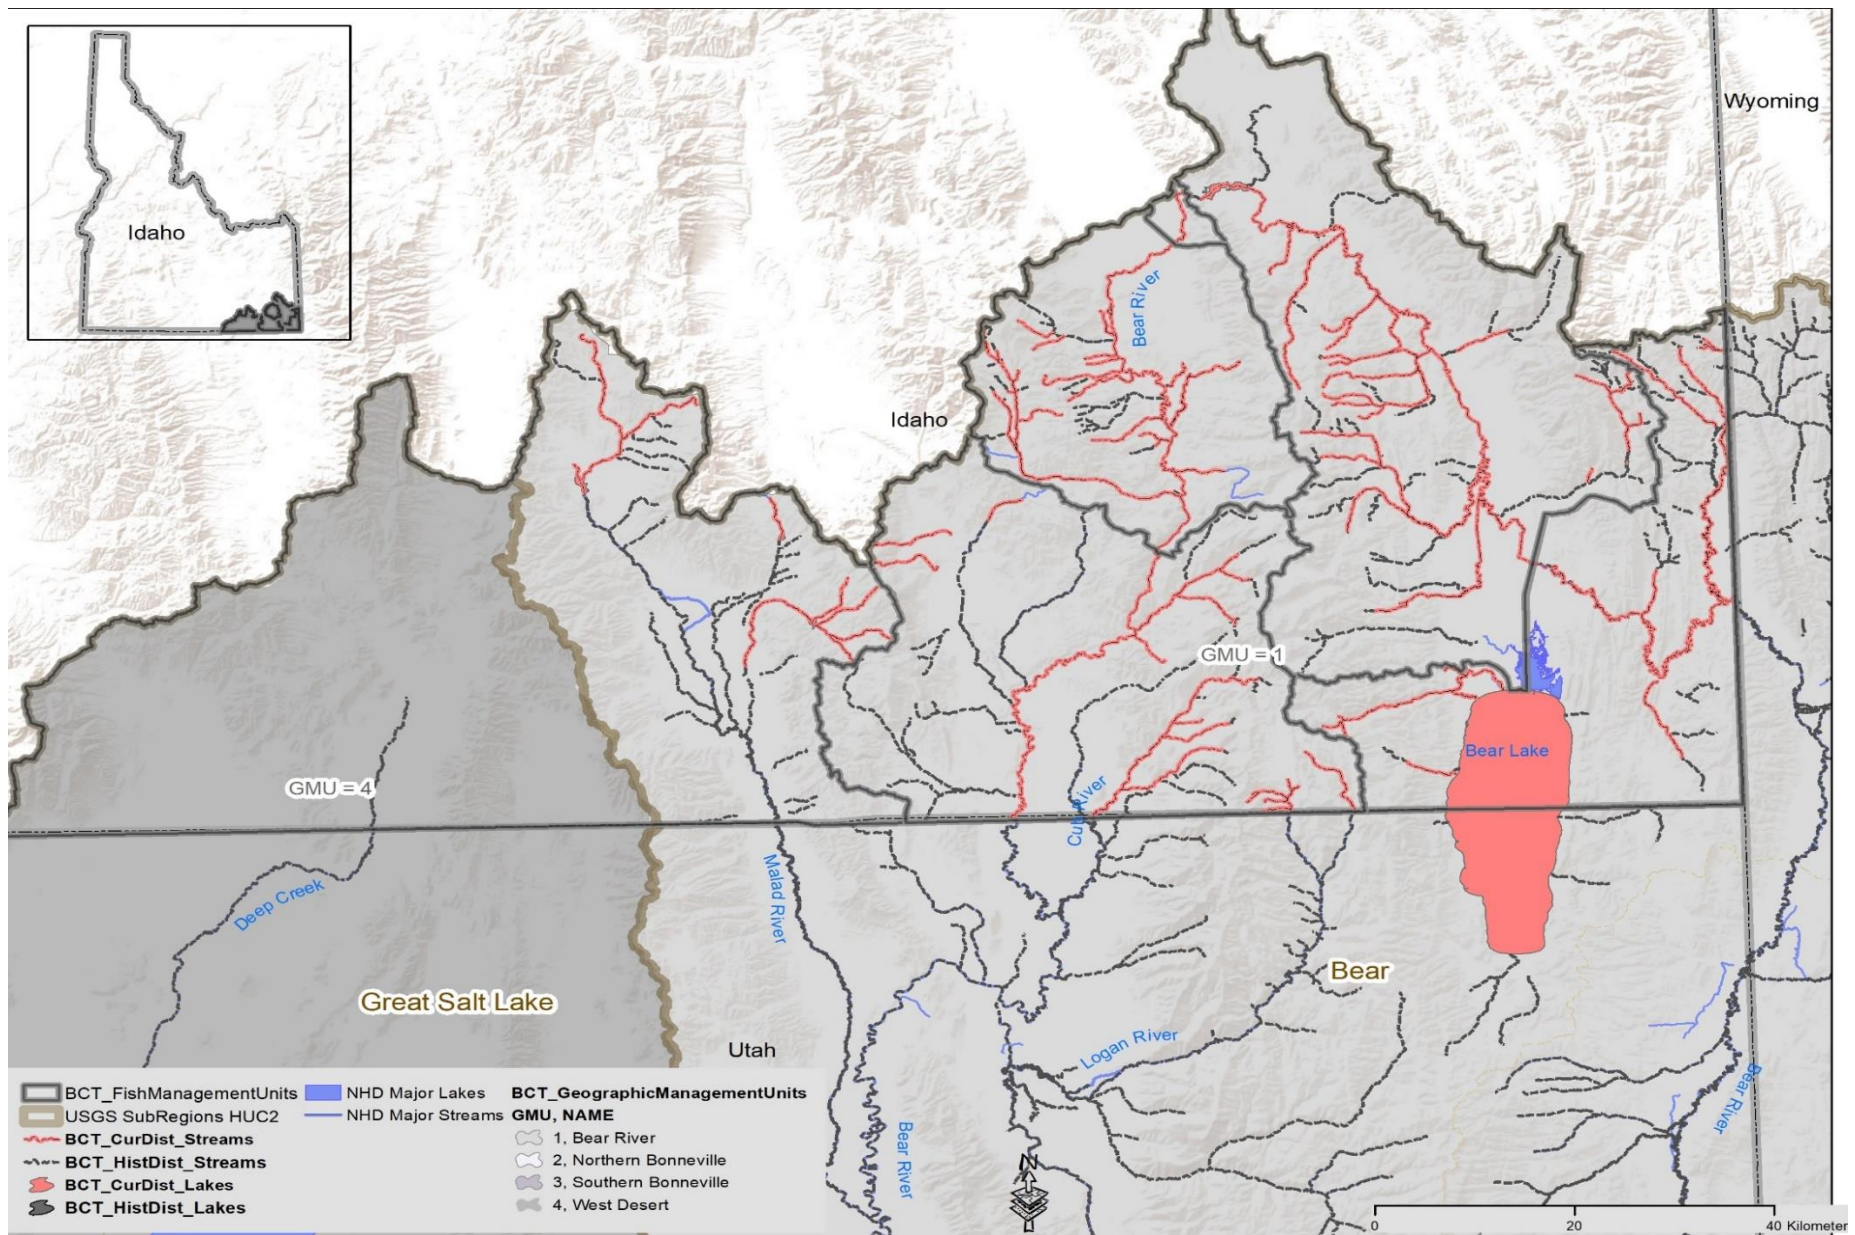 Wyoming
Idaho
Bear River
Idaho
GMU = 1
Bear Lake
GMU = 4
Malad River
Deep Creek
Bear
Great Salt Lake
Logan River
Utah
Bear River
Bear River
BCT_FishManagementUnits
USGS SubRegions HUC2
BCT_CurDist_Streams
BCT_HistDist_Streams
BCT_CurDist_Lakes
BCT_HistDist_Lakes
NHD Major Lakes
NHD Major Streams
BCT_GeographicManagementUnits
GMU, NAME
1, Bear River
2, Northern Bonneville
3, Southern Bonneville
4, West Desert
N
0 20 40 Kilometer